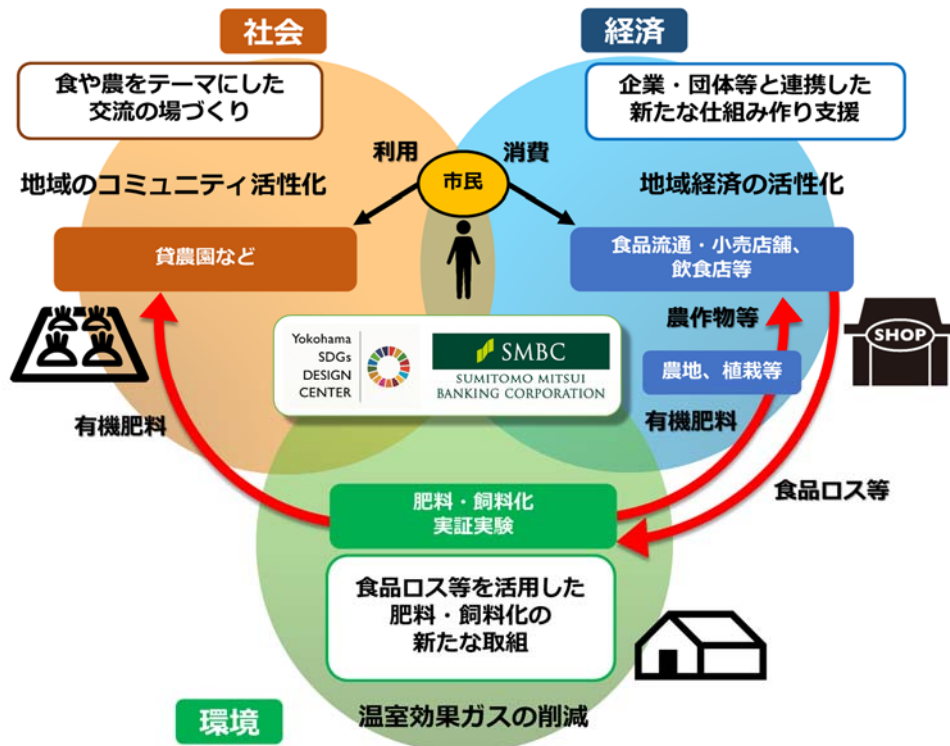 社会
経済
食や農をテーマにした
交流の場づくり
企業・団体等と連携した
新たな仕組み作り支援
利用
消費
市民
地域のコミュニティ活性化
地域経済の活性化
貸農園など
食品流通・小売店舗、
飲食店等
農作物等
SHOP
Yokohama
SDGs
DESIGN
CENTER
SMBC
SUMITOMO MITSUI
BANKING CORPORATION
農地、植栽等
有機肥料
有機肥料
食品ロス等
肥料・飼料化
実証実験
食品ロス等を活用した
肥料・飼料化の
新たな取組
環境
温室効果ガスの削減